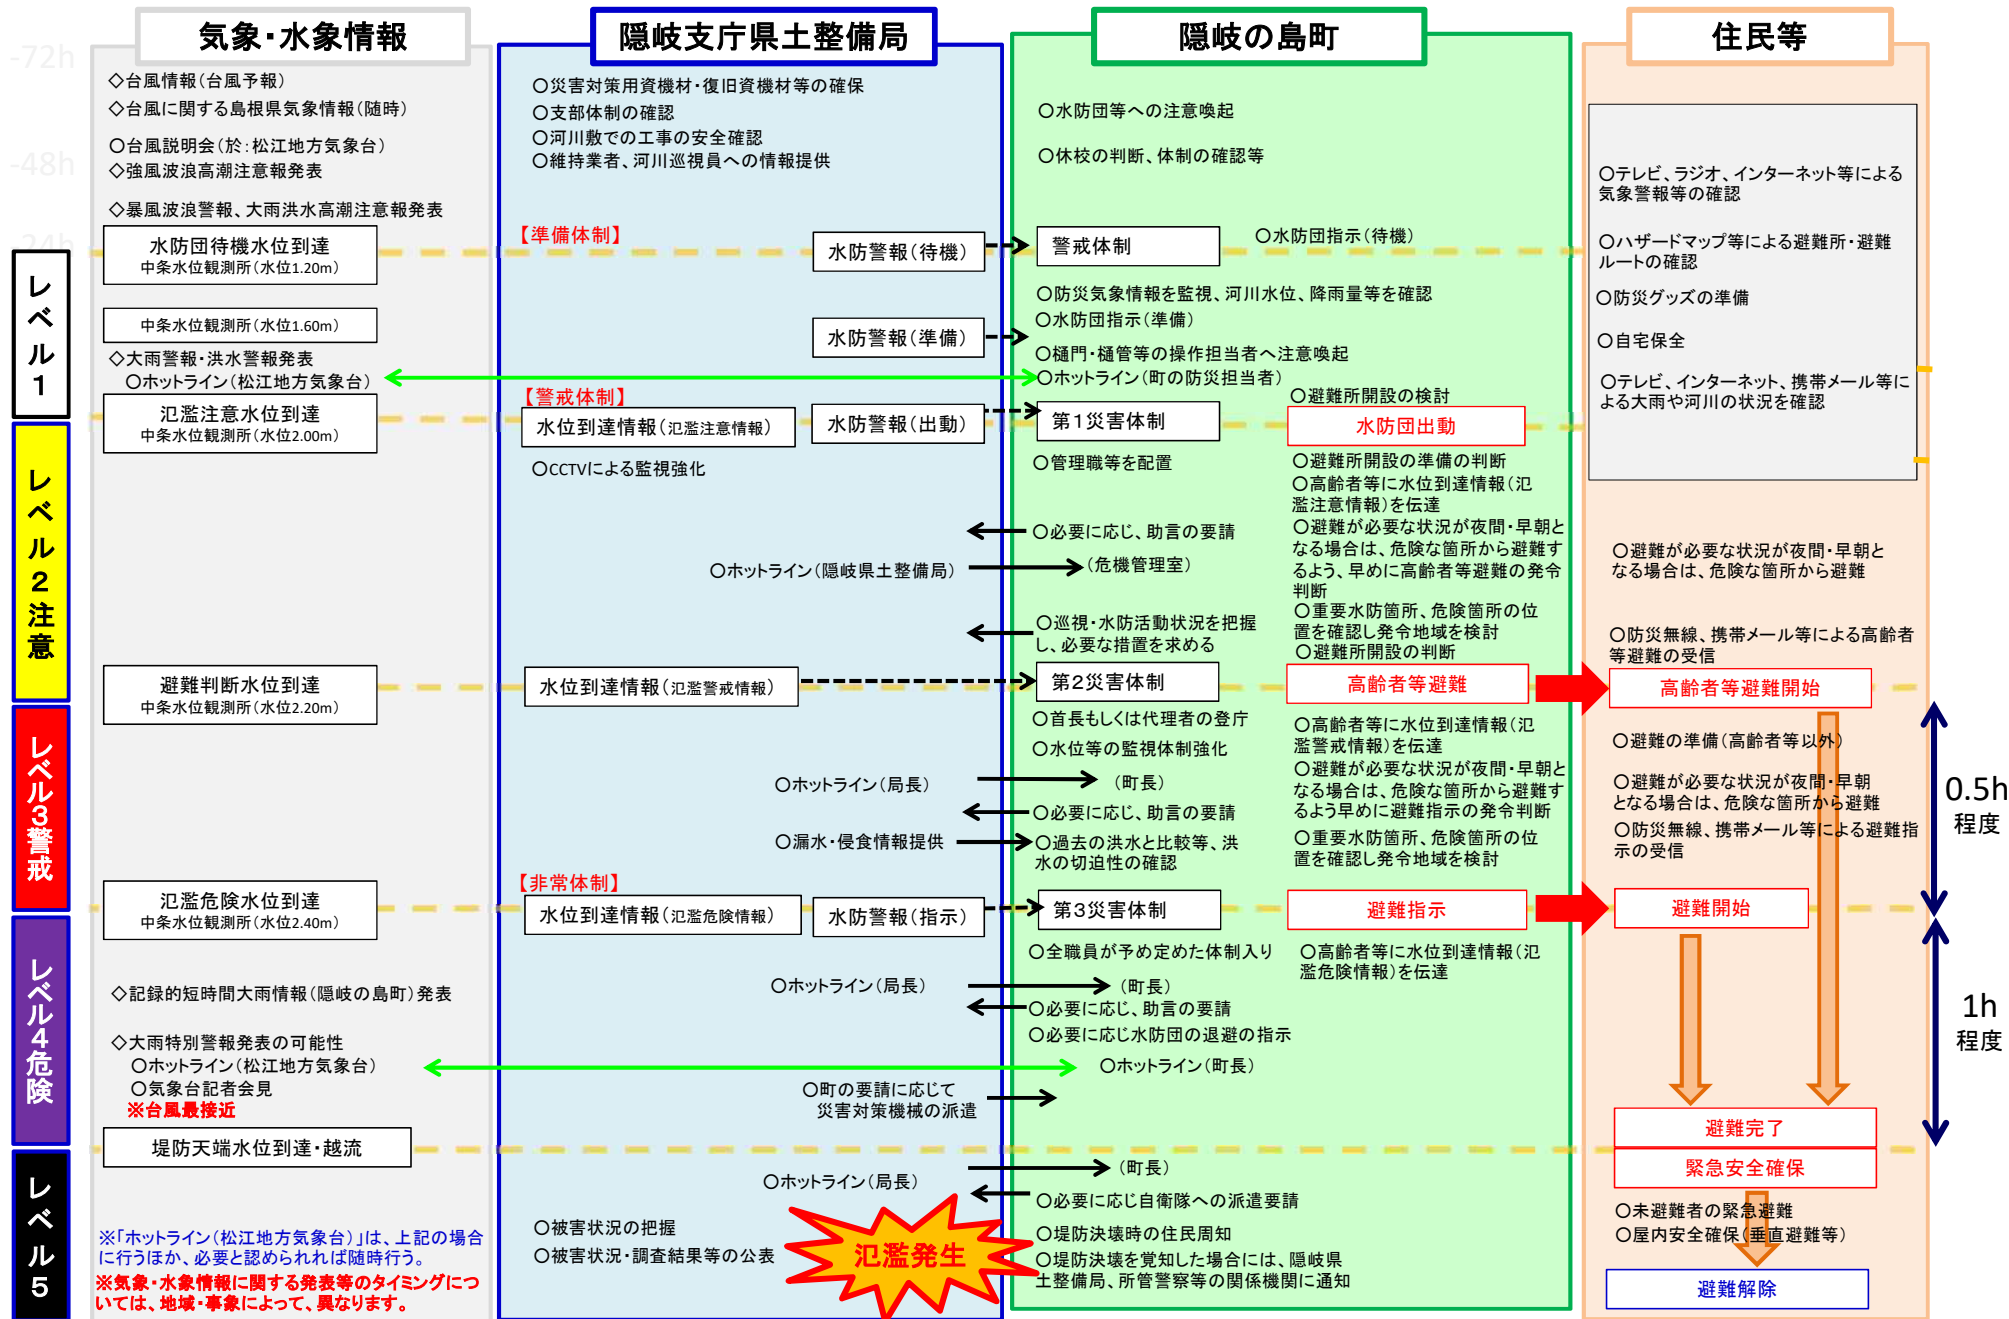 気象・水象情報
隠岐支庁県土整備局
隠岐の島町
住民等
-72h
-48h
-24h
レベル1
レベル2注意
レベル3警戒
レベル4危険
レベル5
◇台風情報(台風予報)
◇台風に関する島根県気象情報(随時)
○台風説明会(於:松江地方気象台)
◇強風波浪高潮注意報発表
◇暴風波浪警報、大雨洪水高潮注意報発表
水防団待機水位到達
中条水位観測所(水位1.20m)
中条水位観測所(水位1.60m)
◇大雨警報・洪水警報発表
○ホットライン(松江地方気象台)
氾濫注意水位到達
中条水位観測所(水位2.00m)
避難判断水位到達
中条水位観測所(水位2.20m)
氾濫危険水位到達
中条水位観測所(水位2.40m)
◇記録的短時間大雨情報(隠岐の島町)発表
◇大雨特別警報発表の可能性
○ホットライン(松江地方気象台)
○気象台記者会見
※台風最接近
堤防天端水位到達・越流
※「ホットライン(松江地方気象台)」は、上記の場合
に行うほか、必要と認められれば随時行う。
※気象・水象情報に関する発表等のタイミングにつ
いては、地域・事象によって、異なります。
○災害対策用資機材・復旧資機材等の確保
○支部体制の確認
○河川敷での工事の安全確認
○維持業者、河川巡視員への情報提供
【準備体制】
水防警報(待機)
水防警報(準備)
【警戒体制】
水位到達情報(氾濫注意情報)
水防警報(出動)
○CCTVによる監視強化
○ホットライン(隠岐県土整備局)
水位到達情報(氾濫警戒情報)
○ホットライン(局長)
○漏水・侵食情報提供
【非常体制】
水位到達情報(氾濫危険情報)
水防警報(指示)
○ホットライン(局長)
○町の要請に応じて
災害対策機械の派遣
○ホットライン(局長)
○被害状況の把握
○被害状況・調査結果等の公表
氾濫発生
○水防団等への注意喚起
○休校の判断、体制の確認等
警戒体制
○水防団指示(待機)
○防災気象情報を監視、河川水位、降雨量等を確認
○水防団指示(準備)
○樋門・樋管等の操作担当者へ注意喚起
○ホットライン(町の防災担当者)
○避難所開設の検討
第1災害体制
水防団出動
○管理職等を配置
○避難所開設の準備の判断
○高齢者等に水位到達情報(氾
濫注意情報)を伝達
○必要に応じ、助言の要請
(危機管理室)
○避難が必要な状況が夜間・早朝と
なる場合は、危険な箇所から避難す
るよう、早めに高齢者等避難の発令
判断
○巡視・水防活動状況を把握
し、必要な措置を求める
○重要水防箇所、危険箇所の位
置を確認し発令地域を検討
○避難所開設の判断
第2災害体制
高齢者等避難
○首長もしくは代理者の登庁
○水位等の監視体制強化
(町長)
○必要に応じ、助言の要請
○過去の洪水と比較等、洪
水の切迫性の確認
○高齢者等に水位到達情報(氾
濫警戒情報)を伝達
○避難が必要な状況が夜間・早朝と
なる場合は、危険な箇所から避難す
るよう早めに避難指示の発令判断
○重要水防箇所、危険箇所の位
置を確認し発令地域を検討
第3災害体制
避難指示
○全職員が予め定めた体制入り
○高齢者等に水位到達情報(氾
濫危険情報)を伝達
(町長)
○必要に応じ、助言の要請
○必要に応じ水防団の退避の指示
○ホットライン(町長)
(町長)
○必要に応じ自衛隊への派遣要請
○堤防決壊時の住民周知
○堤防決壊を覚知した場合には、隠岐県
土整備局、所管警察等の関係機関に通知
○テレビ、ラジオ、インターネット等による
気象警報等の確認
○ハザードマップ等による避難所・避難
ルートの確認
○防災グッズの準備
○自宅保全
○テレビ、インターネット、携帯メール等に
よる大雨や河川の状況を確認
○避難が必要な状況が夜間・早朝と
なる場合は、危険な箇所から避難
○防災無線、携帯メール等による高齢者
等避難の受信
高齢者等避難開始
○避難の準備(高齢者等以外)
○避難が必要な状況が夜間・早朝
となる場合は、危険な箇所から避難
○防災無線、携帯メール等による避難指
示の受信
避難開始
避難完了
緊急安全確保
○未避難者の緊急避難
○屋内安全確保(垂直避難等)
避難解除
0.5h
程度
1h
程度